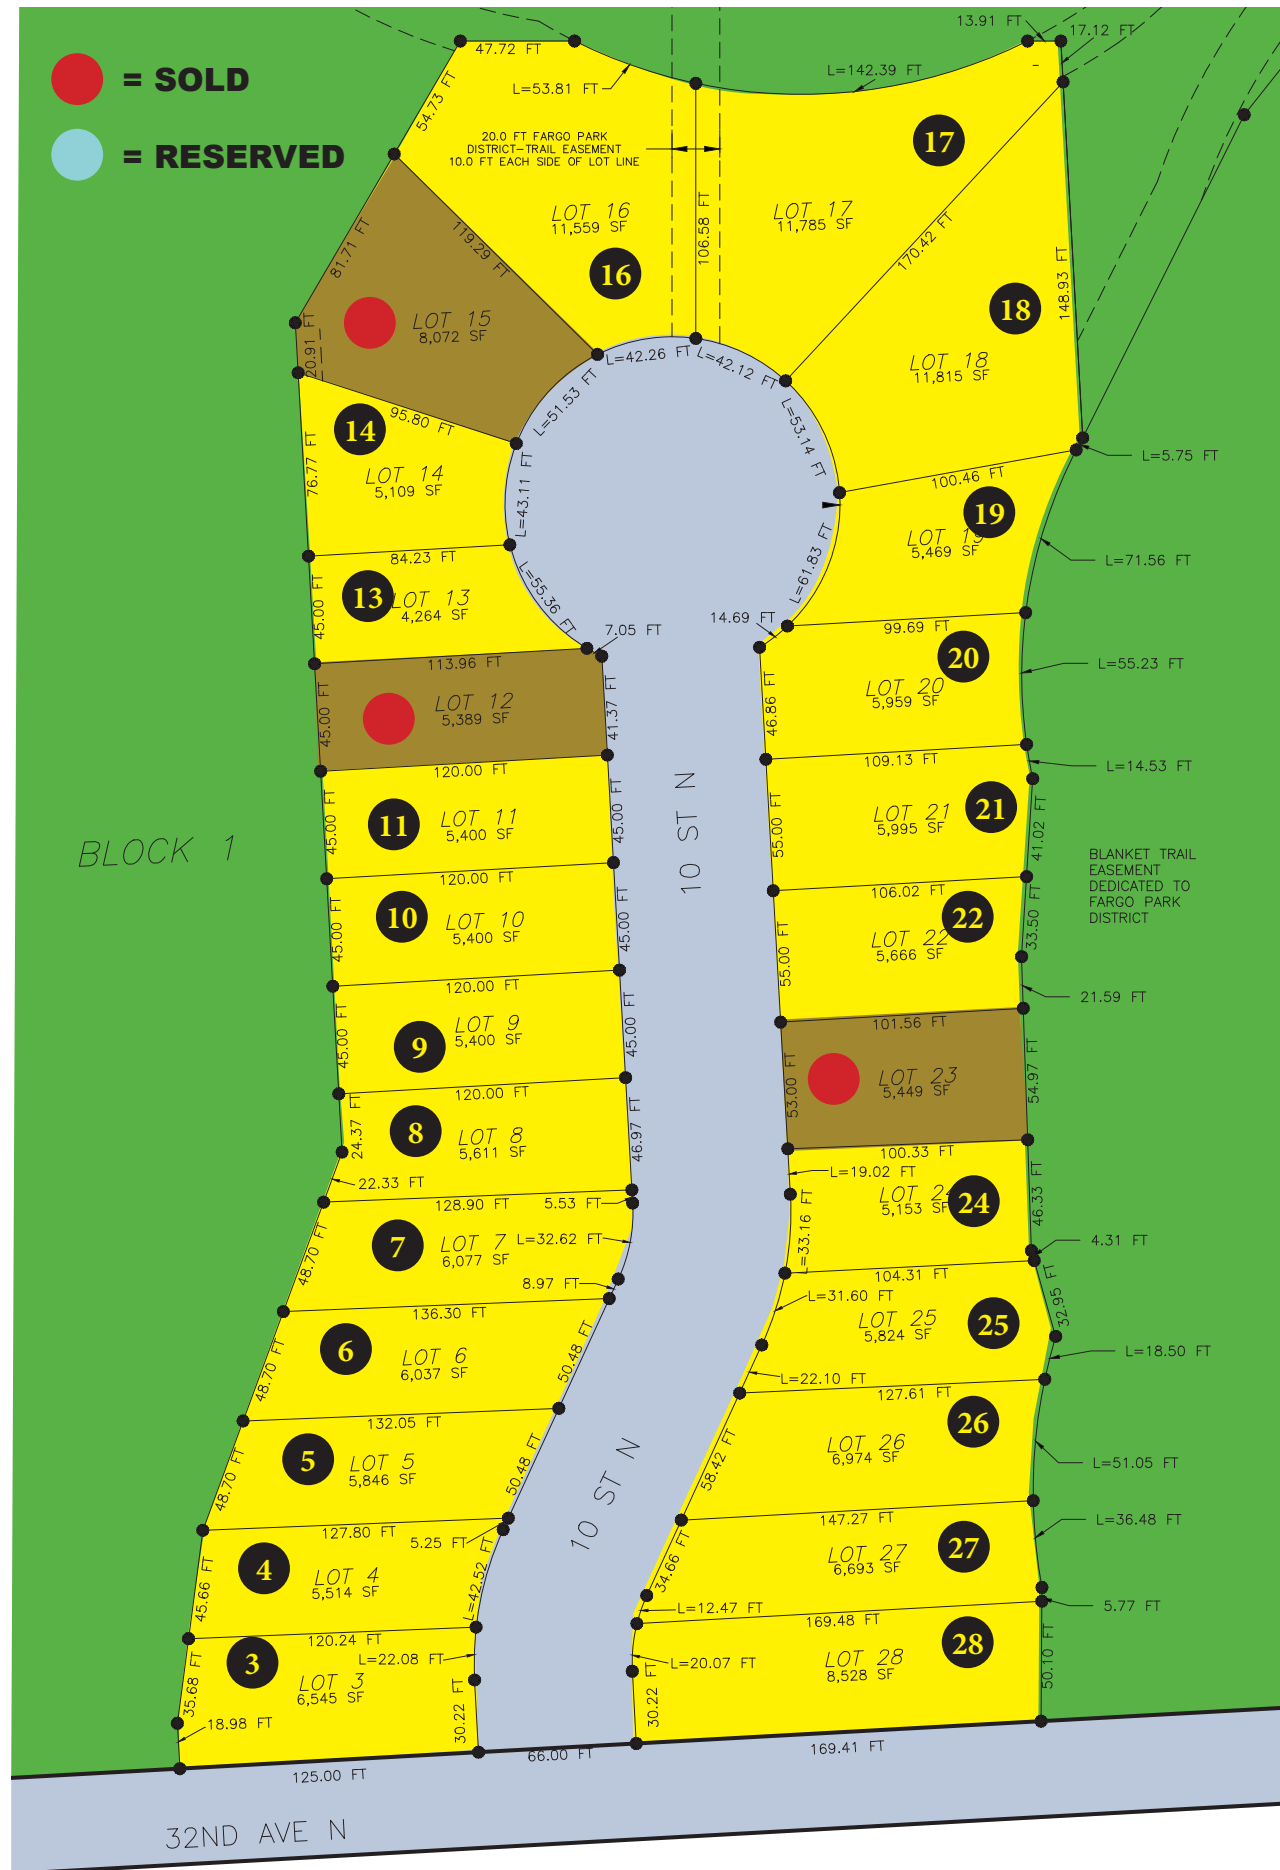 = SOLD
= RESERVED
13.91 FT
17.12 FT
47.72 FT
L=53.81 FT
L=142.39 FT
54.73 FT
20.0 FT FARGO PARK
DISTRICT-TRAIL EASEMENT
10.0 FT EACH SIDE OF LOT LINE
17
LOT 16
11,559 SF
16
106.58 FT
LOT 17
11,785 SF
170.42 FT
119.29 FT
81.71 FT
148.93 FT
18
LOT 18
11,815 SF
LOT 15
8,072 SF
20.91 FT
L=42.26 FT
L=42.12 FT
L=51.53 FT
L=53.14 FT
95.80 FT
14
LOT 14
5,109 SF
76.77 FT
L=43.11 FT
L=5.75 FT
100.46 FT
19
LOT 19
5,469 SF
L=61.83 FT
L=71.56 FT
84.23 FT
13
LOT 13
4,264 SF
45.00 FT
L=55.36 FT
7.05 FT
14.69 FT
99.69 FT
20
LOT 20
5,959 SF
L=55.23 FT
113.96 FT
LOT 12
5,389 SF
45.00 FT
41.37 FT
46.86 FT
109.13 FT
L=14.53 FT
120.00 FT
11
LOT 11
5,400 SF
45.00 FT
45.00 FT
10 ST N
55.00 FT
LOT 21
5,995 SF
21
41.02 FT
BLOCK 1
BLANKET TRAIL
EASEMENT
DEDICATED TO
FARGO PARK
DISTRICT
120.00 FT
10
LOT 10
5,400 SF
45.00 FT
45.00 FT
106.02 FT
22
LOT 22
5,666 SF
55.00 FT
33.50 FT
21.59 FT
120.00 FT
9
LOT 9
5,400 SF
45.00 FT
45.00 FT
101.56 FT
LOT 23
5,449 SF
53.00 FT
54.97 FT
120.00 FT
8
LOT 8
5,611 SF
24.37 FT
46.97 FT
22.33 FT
100.33 FT
L=19.02 FT
LOT 24
5,153 SF
24
46.33 FT
L=33.16 FT
128.90 FT
5.53 FT
7
LOT 7
6,077 SF
L=32.62 FT
48.70 FT
8.97 FT
4.31 FT
104.31 FT
L=31.60 FT
LOT 25
5,824 SF
25
32.95 FT
136.30 FT
6
LOT 6
6,037 SF
48.70 FT
50.48 FT
L=18.50 FT
L=22.10 FT
127.61 FT
26
LOT 26
6,974 SF
58.42 FT
L=51.05 FT
132.05 FT
5
LOT 5
5,846 SF
48.70 FT
50.48 FT
10 ST N
L=36.48 FT
147.27 FT
27
LOT 27
6,693 SF
34.66 FT
127.80 FT
5.25 FT
4
LOT 4
5,514 SF
45.66 FT
L=42.52 FT
L=12.47 FT
5.77 FT
169.48 FT
28
LOT 28
8,528 SF
L=20.07 FT
50.10 FT
30.22 FT
120.24 FT
3
LOT 3
6,545 SF
L=22.08 FT
35.68 FT
18.98 FT
30.22 FT
66.00 FT
169.41 FT
125.00 FT
32ND AVE N